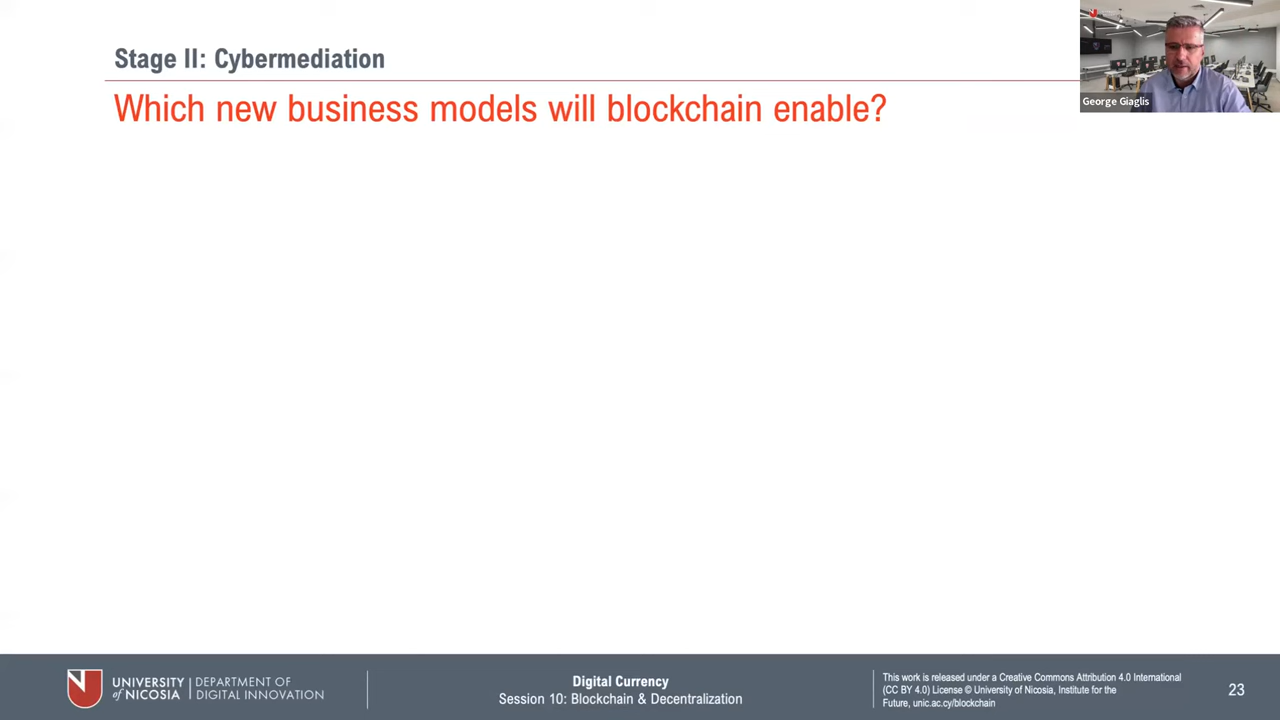 Stage II: Cybermediation
Which new business models will blockchain enable?
George Giaglis
UNIVERSITY
of NICOSIA
DEPARTMENT OF
DIGITAL INNOVATION
Digital Currency
Session 10: Blockchain & Decentralization
This work is released under a Creative Commons Attribution 4.0 International
(CC BY 4.0) License © University of Nicosia, Institute for the
Future, unic.ac.cy/blockchain
23